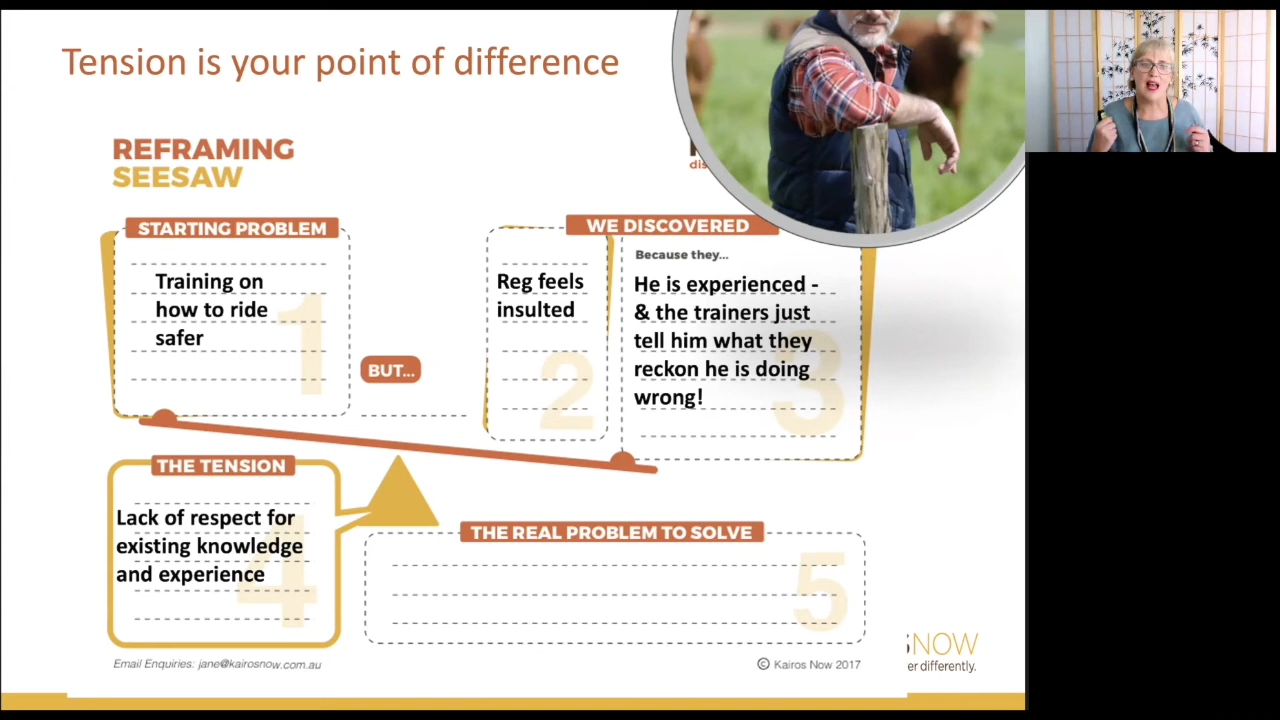 Tension is your point of difference
REFRAMING
SEESAW
dis
STARTING PROBLEM
Training on
how to ride
safer
1
BUT...
WE DISCOVERED
Reg feels
insulted
2
Because they...
He is experienced -
& the trainers just
tell him what they
reckon he is doing
wrong!
3
THE TENSION
Lack of respect for
existing knowledge
and experience
4
THE REAL PROBLEM TO SOLVE
5
Email Enquiries: jane@kairosnow.com.au
© Kairos Now 2017
NOW
er differently.